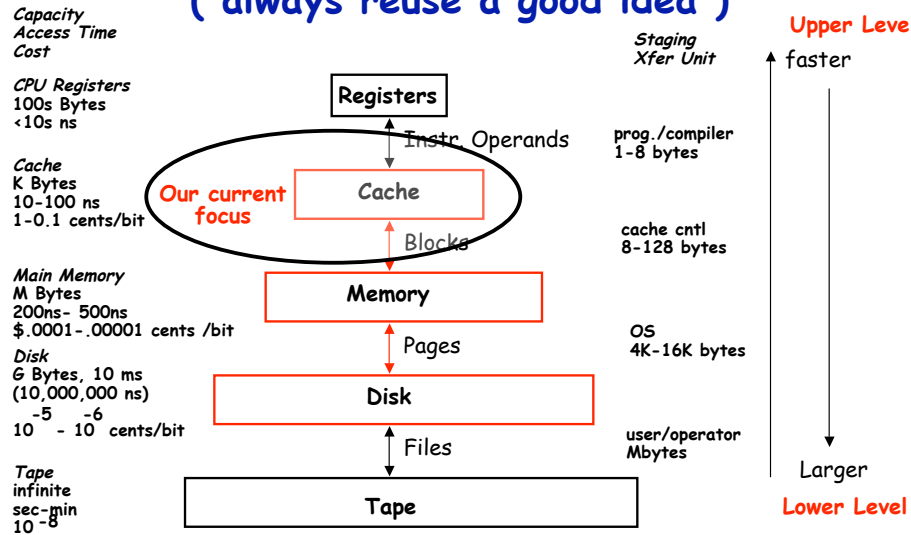 ( always reuse a good idea )
Capacity
Access Time
Cost
CPU Registers
100s Bytes
<10s ns
Cache
K Bytes
10-100 ns
1-0.1 cents/bit
Main Memory
M Bytes
200ns- 500ns
$.0001-.00001 cents /bit
Disk
G Bytes, 10 ms
(10,000,000 ns)
10 -5 - 10 -6 cents/bit
Tape
infinite
sec-min
10 -8
Registers
Instr. Operands
Our current
focus
Cache
Blocks
Memory
Pages
Disk
Files
Tape
Staging
Xfer Unit
prog./compiler
1-8 bytes
cache cntl
8-128 bytes
OS
4K-16K bytes
user/operator
Mbytes
Upper Leve
faster
Larger
Lower Level